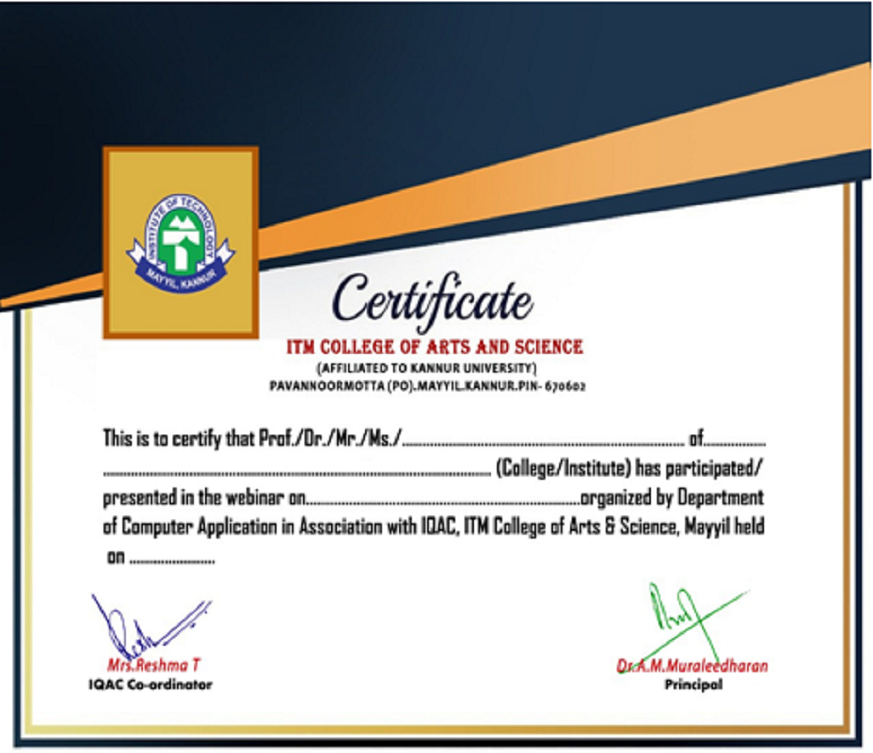 INSTITUTE OF TECHNOLOGY
MAYYIL, KANNUR
Certificate
ITM COLLEGE OF ARTS AND SCIENCE
(AFFILIATED TO KANNUR UNIVERSITY)
PAVANNOORMOTTA (PO).MAYYIL.KANNUR.PIN- 670602
This is to certify that Prof./Dr./Mr./Ms./.......................................................................... of................
..................................................................................................... (College/Institute) has participated/
presented in the webinar on........................................................................organized by Department
of Computer Application in Association with IQAC, ITM College of Arts & Science, Mayyil held
on ......................
Mrs.Reshma T
IQAC Co-ordinator
Dr.A.M.Muraleedharan
Principal